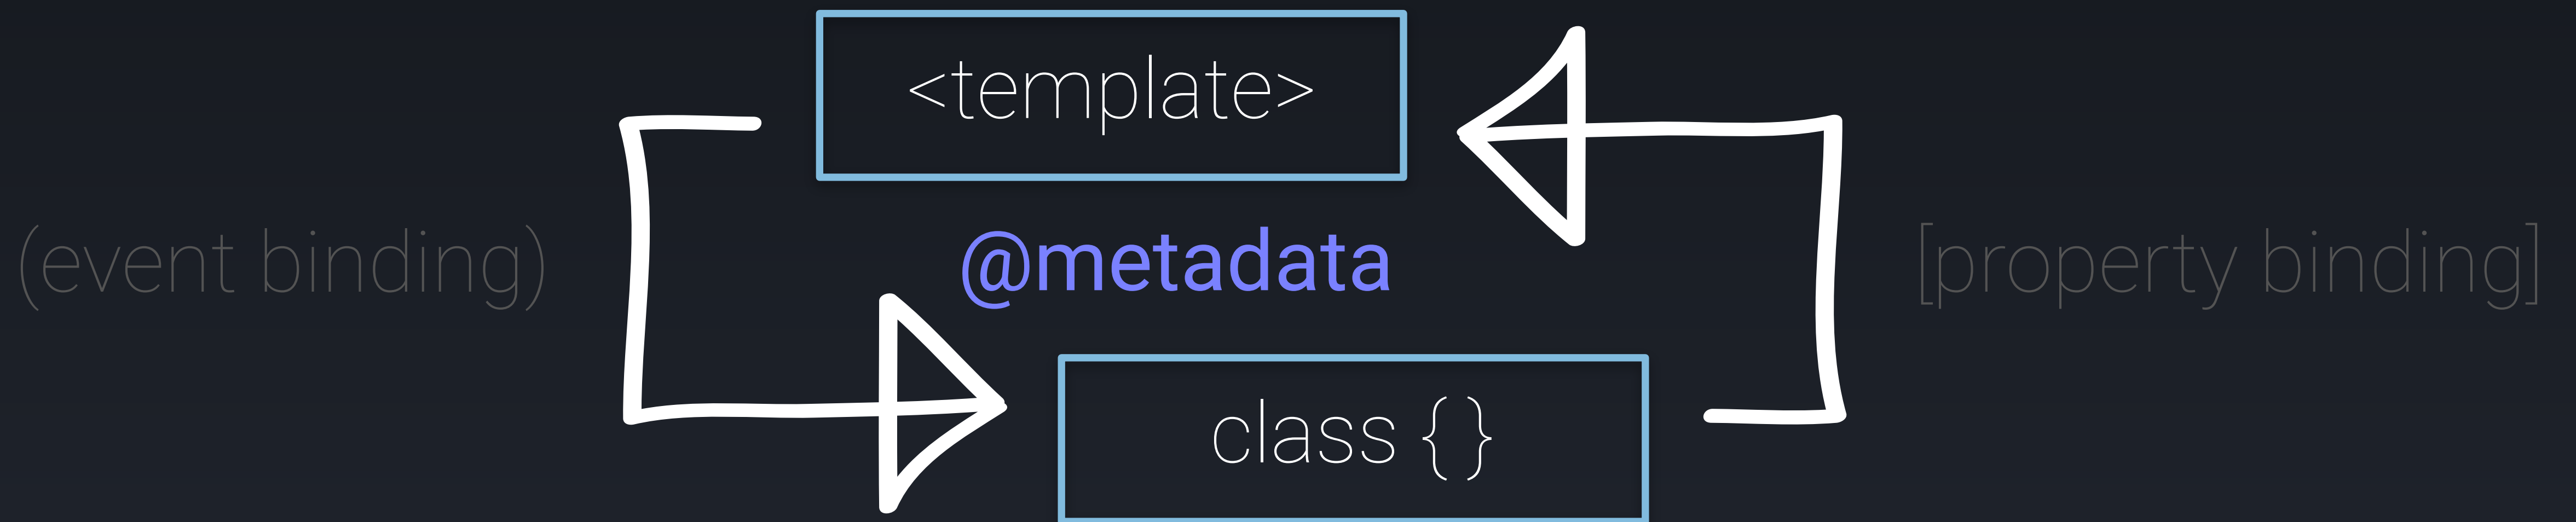 <template>
(event binding)
@metadata
[property binding]
class { }